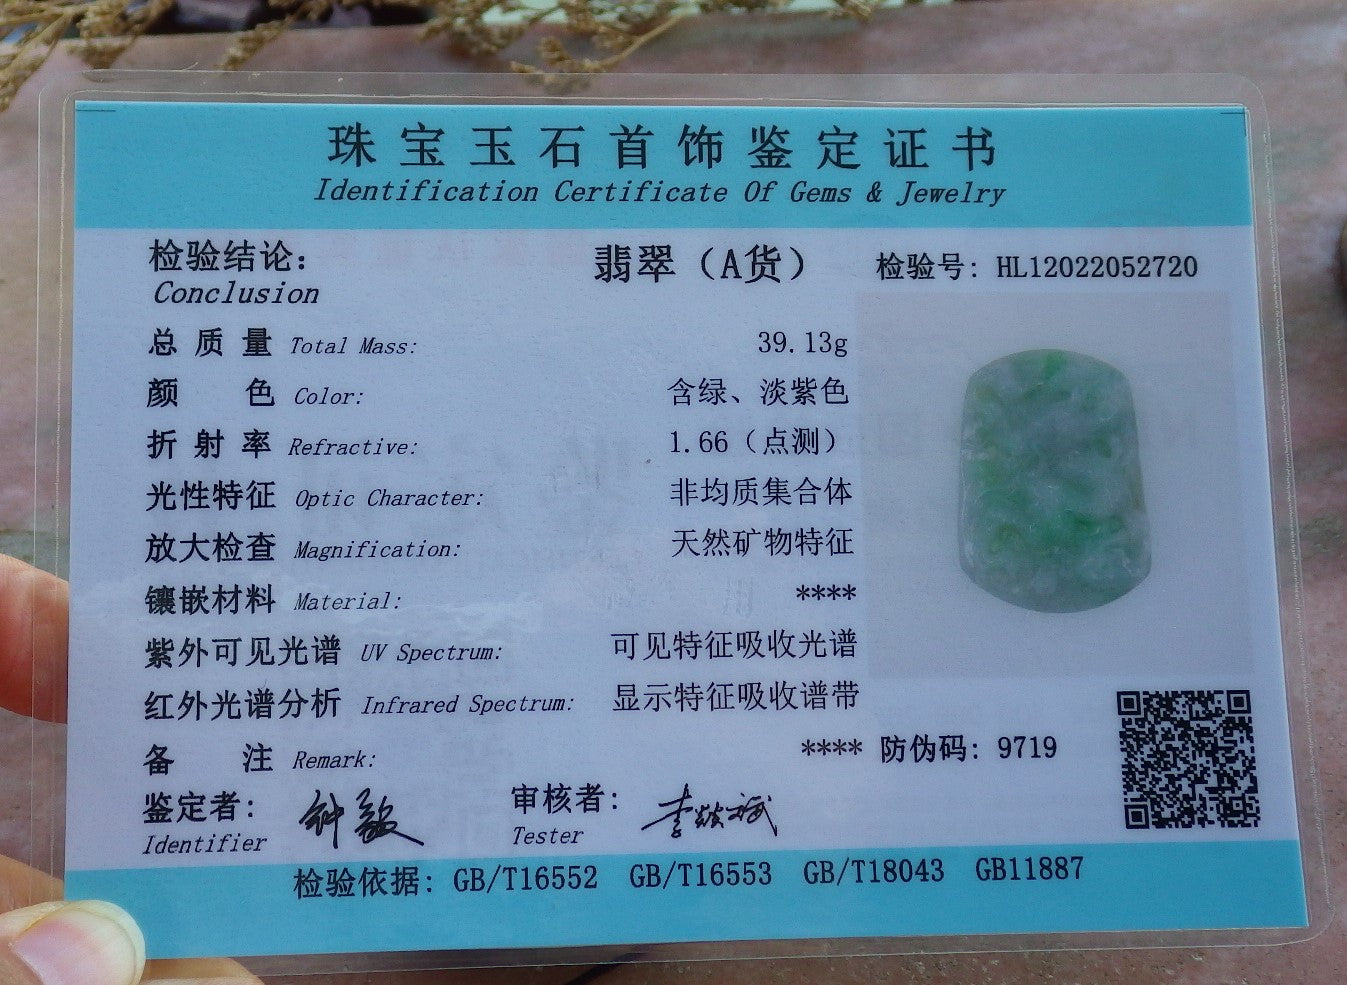 珠宝玉石首饰鉴定证书
Identification Certificate Of Gems & Jewelry
检验结论: 翡翠（A货） 检验号: HL12022052720
Conclusion
总质量 Total Mass: 39.13g
颜色 Color: 含绿、淡紫色
折射率 Refractive: 1.66（点测）
光性特征 Optic Character: 非均质集合体
放大检查 Magnification: 天然矿物特征
镶嵌材料 Material: ****
紫外可见光谱 UV Spectrum: 可见特征吸收光谱
红外光谱分析 Infrared Spectrum: 显示特征吸收谱带
备注 Remark: **** 防伪码: 9719
鉴定者: 审核者:
Identifier Tester
检验依据: GB/T16552 GB/T16553 GB/T18043 GB11887